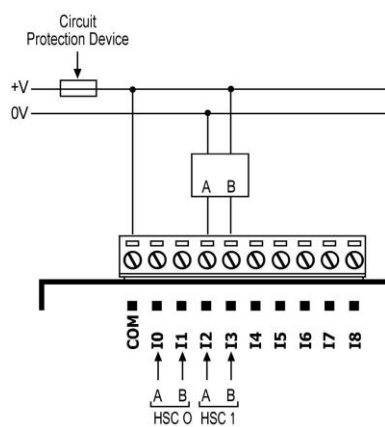 Circuit
Protection Device
+V
0V
A B
COM I0 I1 I2 I3 I4 I5 I6 I7 I8
A B A B
HSC 0 HSC 1